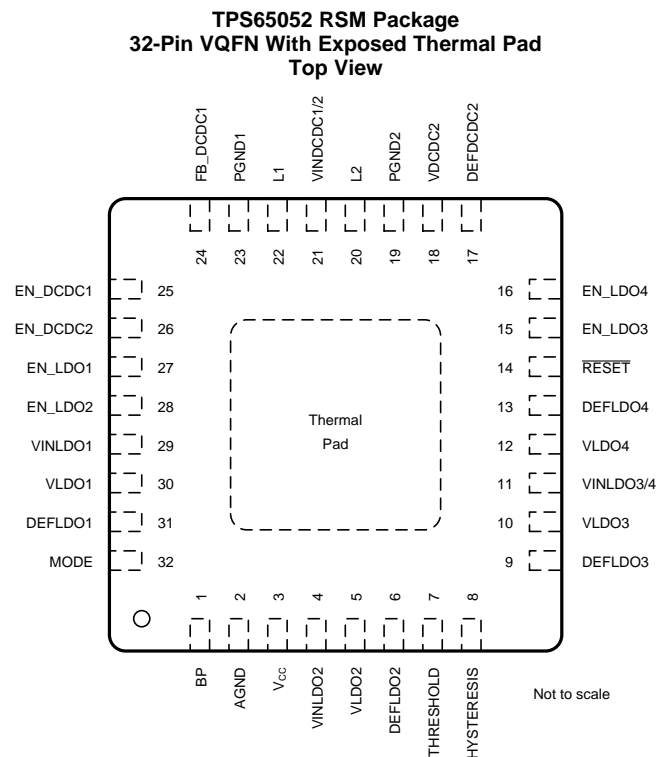 TPS65052 RSM Package
32-Pin VQFN With Exposed Thermal Pad
Top View
FB_DCDC1
PGND1
L1
VINDCDC1/2
L2
PGND2
VDCDC2
DEFDCDC2
24
23
22
21
20
19
18
17
EN_DCDC1 25
EN_DCDC2 26
EN_LDO1 27
EN_LDO2 28
VINLDO1 29
VLDO1 30
DEFLDO1 31
MODE 32
16 EN_LDO4
15 EN_LDO3
14 RESET
13 DEFLDO4
12 VLDO4
11 VINLDO3/4
10 VLDO3
9 DEFLDO3
Thermal
Pad
1
2
3
4
5
6
7
8
BP
AGND
Vcc
VINLDO2
VLDO2
DEFLDO2
THRESHOLD
HYSTERESIS
Not to scale